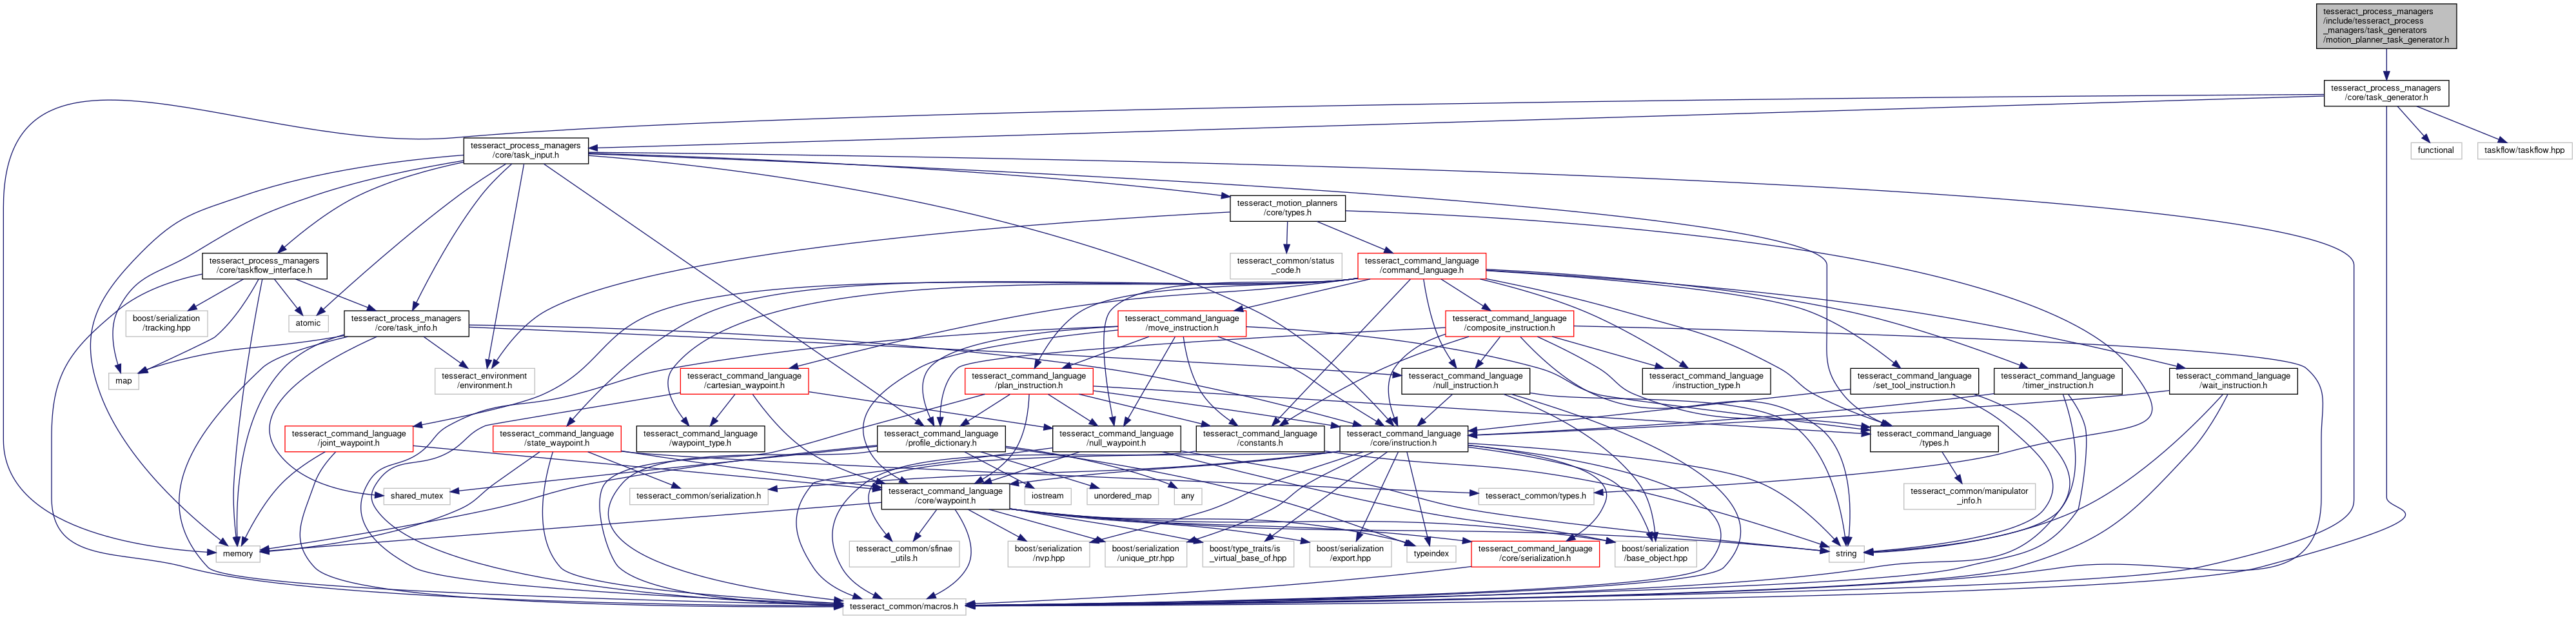 tesseract_process_managers
/include/tesseract_process
_managers/task_generators
/motion_planner_task_generator.h
tesseract_process_managers
/core/task_generator.h
tesseract_process_managers
/core/task_input.h
functional
taskflow/taskflow.hpp
tesseract_motion_planners
/core/types.h
tesseract_process_managers
/core/taskflow_interface.h
tesseract_common/status
_code.h
tesseract_command_language
/command_language.h
boost/serialization
/tracking.hpp
atomic
tesseract_process_managers
/core/task_info.h
tesseract_command_language
/move_instruction.h
tesseract_command_language
/composite_instruction.h
map
tesseract_environment
/environment.h
tesseract_command_language
/cartesian_waypoint.h
tesseract_command_language
/plan_instruction.h
tesseract_command_language
/null_instruction.h
tesseract_command_language
/instruction_type.h
tesseract_command_language
/set_tool_instruction.h
tesseract_command_language
/timer_instruction.h
tesseract_command_language
/wait_instruction.h
tesseract_command_language
/joint_waypoint.h
tesseract_command_language
/state_waypoint.h
tesseract_command_language
/waypoint_type.h
tesseract_command_language
/profile_dictionary.h
tesseract_command_language
/null_waypoint.h
tesseract_command_language
/constants.h
tesseract_command_language
/core/instruction.h
tesseract_command_language
/types.h
shared_mutex
tesseract_common/serialization.h
tesseract_command_language
/core/waypoint.h
iostream
unordered_map
any
tesseract_common/types.h
tesseract_common/manipulator
_info.h
memory
tesseract_common/sfinae
_utils.h
boost/serialization
/nvp.hpp
boost/serialization
/unique_ptr.hpp
boost/type_traits/is
_virtual_base_of.hpp
boost/serialization
/export.hpp
typeindex
tesseract_command_language
/core/serialization.h
boost/serialization
/base_object.hpp
string
tesseract_common/macros.h